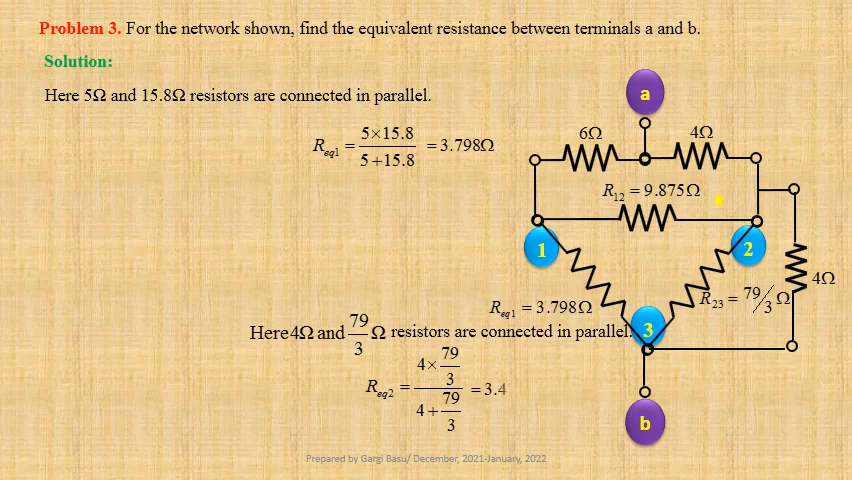 Problem 3. For the network shown, find the equivalent resistance between terminals a and b.
Solution:
Here 5Ω and 15.8Ω resistors are connected in parallel.
R_eq1 = (5×15.8)/(5+15.8) = 3.798Ω
a
6Ω
4Ω
R_12 = 9.875Ω
1
2
4Ω
R_23 = 79/3 Ω
R_eq1 = 3.798Ω
3
Here 4Ω and 79/3 Ω resistors are connected in parallel.
R_eq2 = (4×79/3)/(4+79/3) = 3.4
b
Prepared by Gargi Basu/ December, 2021-January, 2022